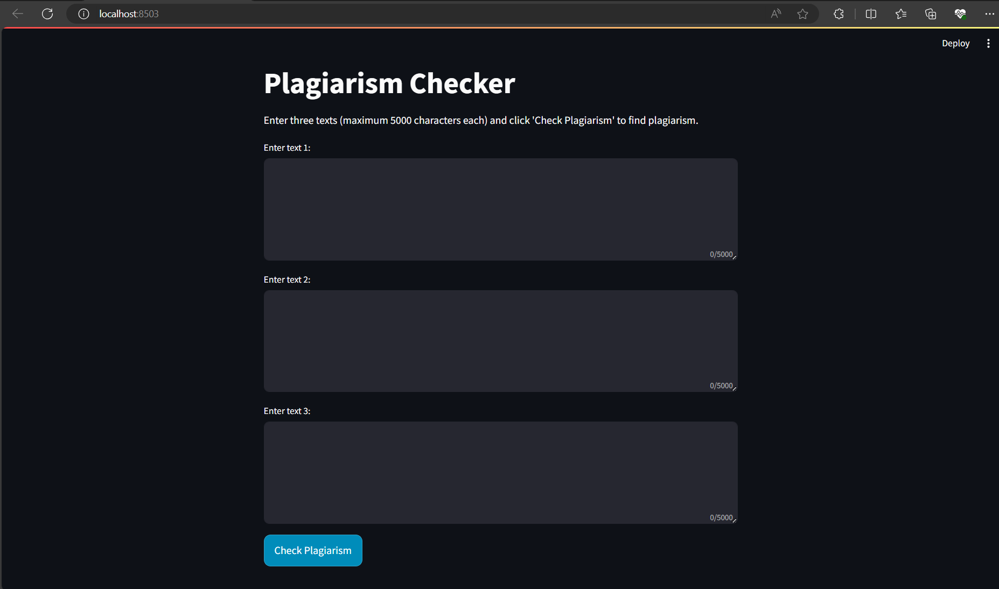 localhost:8503
Deploy
Plagiarism Checker
Enter three texts (maximum 5000 characters each) and click 'Check Plagiarism' to find plagiarism.
Enter text 1:
0/5000
Enter text 2:
0/5000
Enter text 3:
0/5000
Check Plagiarism